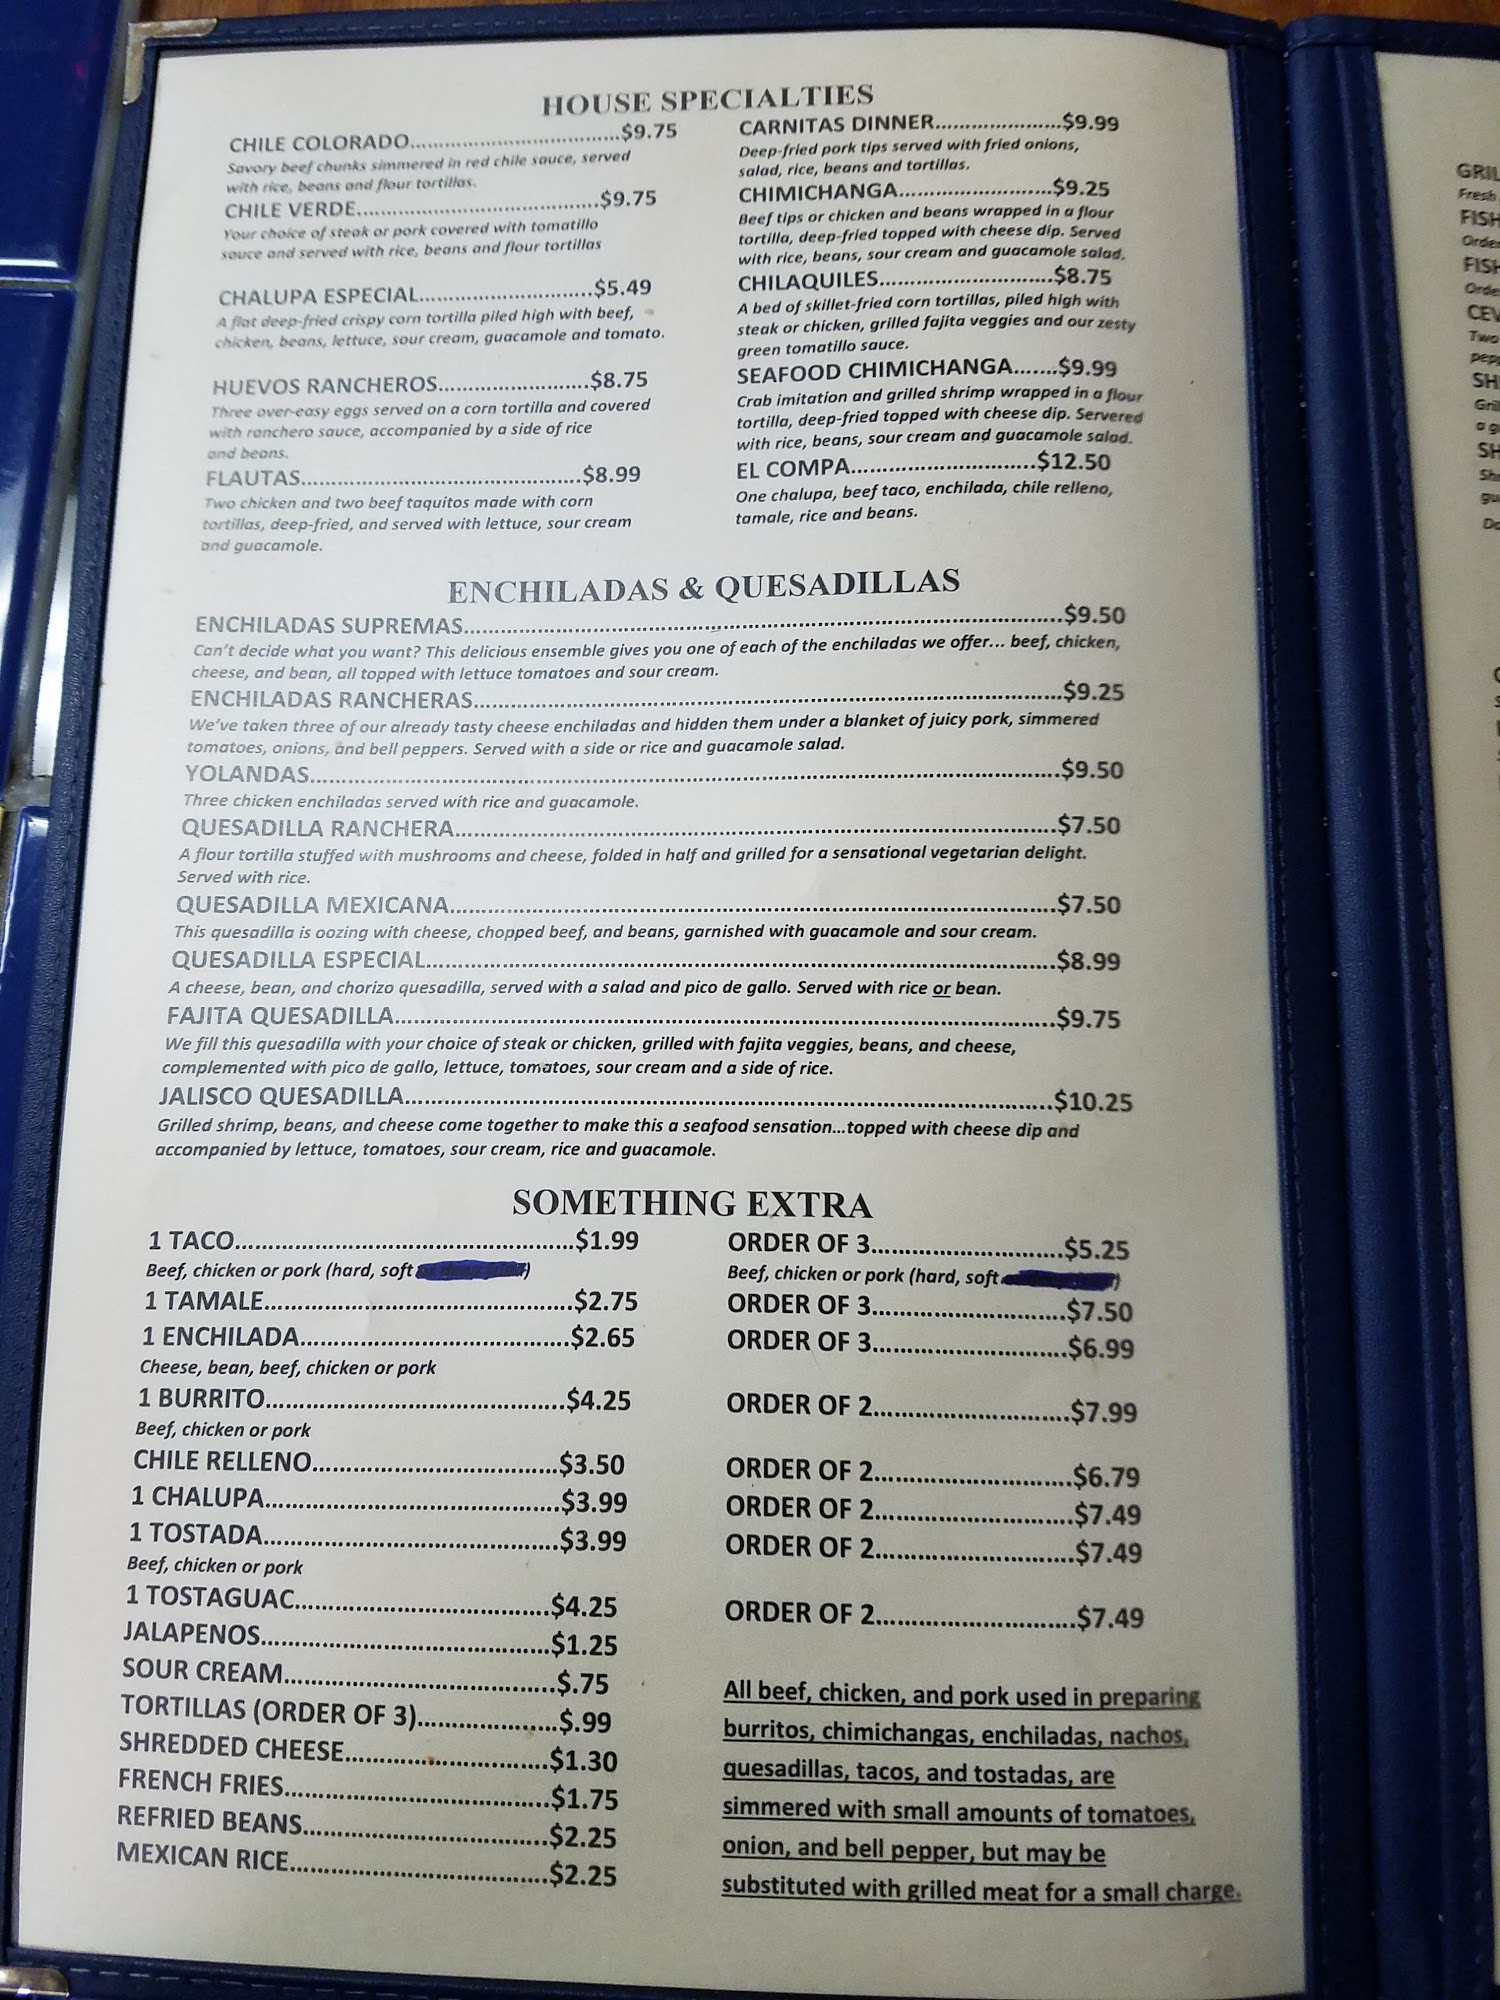 HOUSE SPECIALTIES
CHILE COLORADO.............................$9.75
Savory beef chunks simmered in red chile sauce, served
with rice, beans and flour tortillas.
CHILE VERDE.................................$9.75
Your choice of steak or pork covered with tomatillo
sauce and served with rice, beans and flour tortillas
CHALUPA ESPECIAL........................$5.49
A flat deep-fried crispy corn tortilla piled high with beef,
chicken, beans, lettuce, sour cream, guacamole and tomato.
HUEVOS RANCHEROS.....................$8.75
Three over-easy eggs served on a corn tortilla and covered
with ranchero sauce, accompanied by a side of rice
and beans.
FLAUTAS.......................................$8.99
Two chicken and two beef taquitos made with corn
tortillas, deep-fried, and served with lettuce, sour cream
and guacamole.
CARNITAS DINNER.....................$9.99
Deep-fried pork tips served with fried onions,
salad, rice, beans and tortillas.
CHIMICHANGA.........................$9.25
Beef tips or chicken and beans wrapped in a flour
tortilla, deep-fried topped with cheese dip. Served
with rice, beans, sour cream and guacamole salad.
CHILAQUILES............................$8.75
A bed of skillet-fried corn tortillas, piled high with
steak or chicken, grilled fajita veggies and our zesty
green tomatillo sauce.
SEAFOOD CHIMICHANGA.......$9.99
Crab imitation and grilled shrimp wrapped in a flour
tortilla, deep-fried topped with cheese dip. Servered
with rice, beans, sour cream and guacamole salad.
EL COMPA..............................$12.50
One chalupa, beef taco, enchilada, chile relleno,
tamale, rice and beans.
ENCHILADAS & QUESADILLAS
ENCHILADAS SUPREMAS..............................................................$9.50
Can't decide what you want? This delicious ensemble gives you one of each of the enchiladas we offer... beef, chicken,
cheese, and bean, all topped with lettuce tomatoes and sour cream.
ENCHILADAS RANCHERAS.............................................................$9.25
We've taken three of our already tasty cheese enchiladas and hidden them under a blanket of juicy pork, simmered
tomatoes, onions, and bell peppers. Served with a side or rice and guacamole salad.
YOLANDAS...............................................................................$9.50
Three chicken enchiladas served with rice and guacamole.
QUESADILLA RANCHERA...............................................................$7.50
A flour tortilla stuffed with mushrooms and cheese, folded in half and grilled for a sensational vegetarian delight.
Served with rice.
QUESADILLA MEXICANA...............................................................$7.50
This quesadilla is oozing with cheese, chopped beef, and beans, garnished with guacamole and sour cream.
QUESADILLA ESPECIAL.................................................................$8.99
A cheese, bean, and chorizo quesadilla, served with a salad and pico de gallo. Served with rice or bean.
FAJITA QUESADILLA.....................................................................$9.75
We fill this quesadilla with your choice of steak or chicken, grilled with fajita veggies, beans, and cheese,
complemented with pico de gallo, lettuce, tomatoes, sour cream and a side of rice.
JALISCO QUESADILLA...................................................................$10.25
Grilled shrimp, beans, and cheese come together to make this a seafood sensation...topped with cheese dip and
accompanied by lettuce, tomatoes, sour cream, rice and guacamole.
SOMETHING EXTRA
1 TACO..........................................$1.99 ORDER OF 3.........................$5.25
Beef, chicken or pork (hard, soft ) Beef, chicken or pork (hard, soft )
1 TAMALE......................................$2.75 ORDER OF 3.........................$7.50
1 ENCHILADA.................................$2.65 ORDER OF 3.........................$6.99
Cheese, bean, beef, chicken or pork
1 BURRITO.....................................$4.25 ORDER OF 2.........................$7.99
Beef, chicken or pork
CHILE RELLENO...............................$3.50 ORDER OF 2.........................$6.79
1 CHALUPA....................................$3.99 ORDER OF 2.........................$7.49
1 TOSTADA....................................$3.99 ORDER OF 2.........................$7.49
Beef, chicken or pork
1 TOSTAGUAC................................$4.25 ORDER OF 2.........................$7.49
JALAPENOS....................................$1.25
SOUR CREAM..................................$.75
TORTILLAS (ORDER OF 3)..................$.99
SHREDDED CHEESE..........................$1.30
FRENCH FRIES.................................$1.75
REFRIED BEANS...............................$2.25
MEXICAN RICE................................$2.25
All beef, chicken, and pork used in preparing
burritos, chimichangas, enchiladas, nachos,
quesadillas, tacos, and tostadas, are
simmered with small amounts of tomatoes,
onion, and bell pepper, but may be
substituted with grilled meat for a small charge.
Fresh
Two